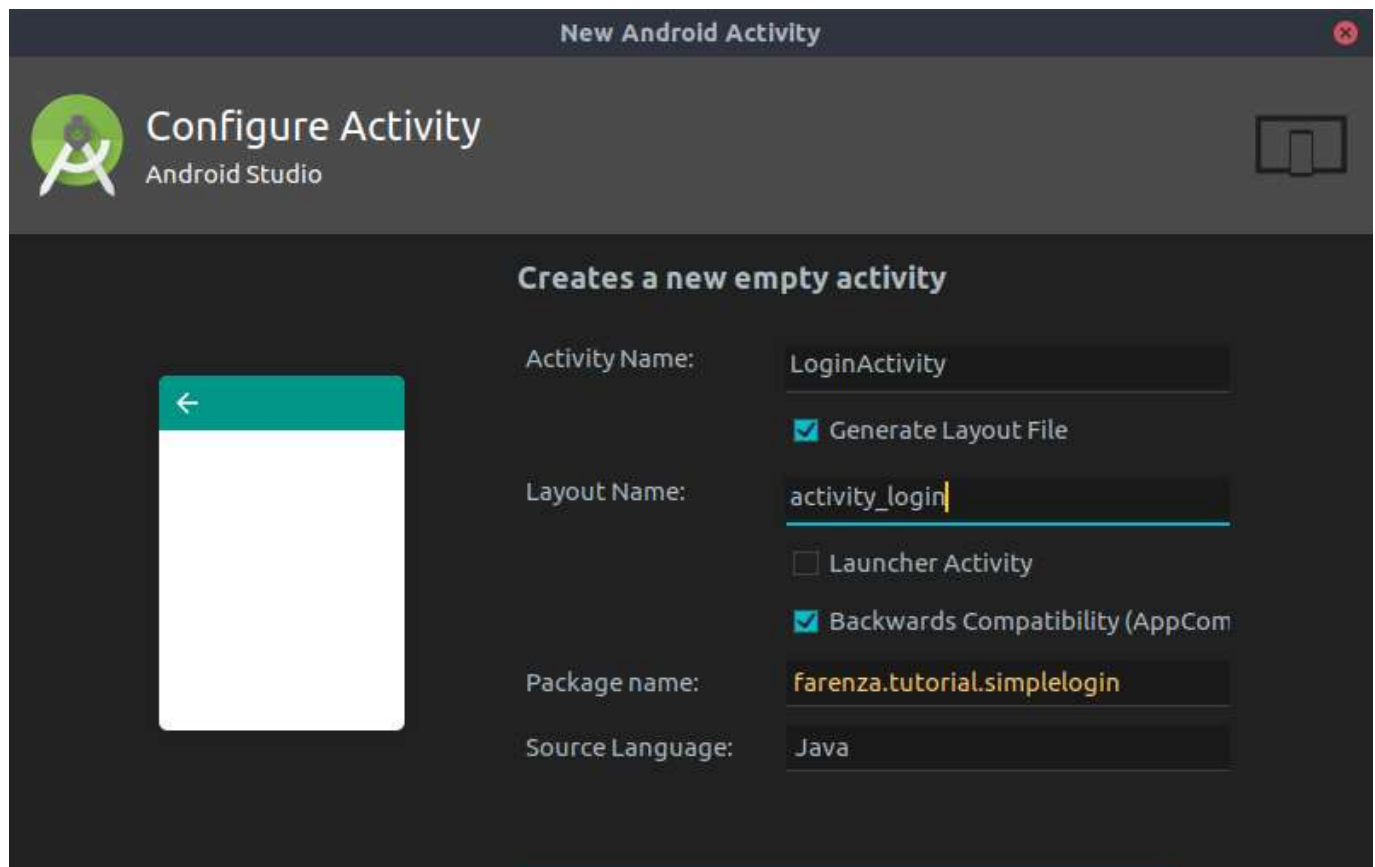 New Android Activity
Configure Activity
Android Studio
Creates a new empty activity
Activity Name: LoginActivity
Generate Layout File
Layout Name: activity_login
Launcher Activity
Backwards Compatibility (AppCom
Package name: farenza.tutorial.simplelogin
Source Language: Java